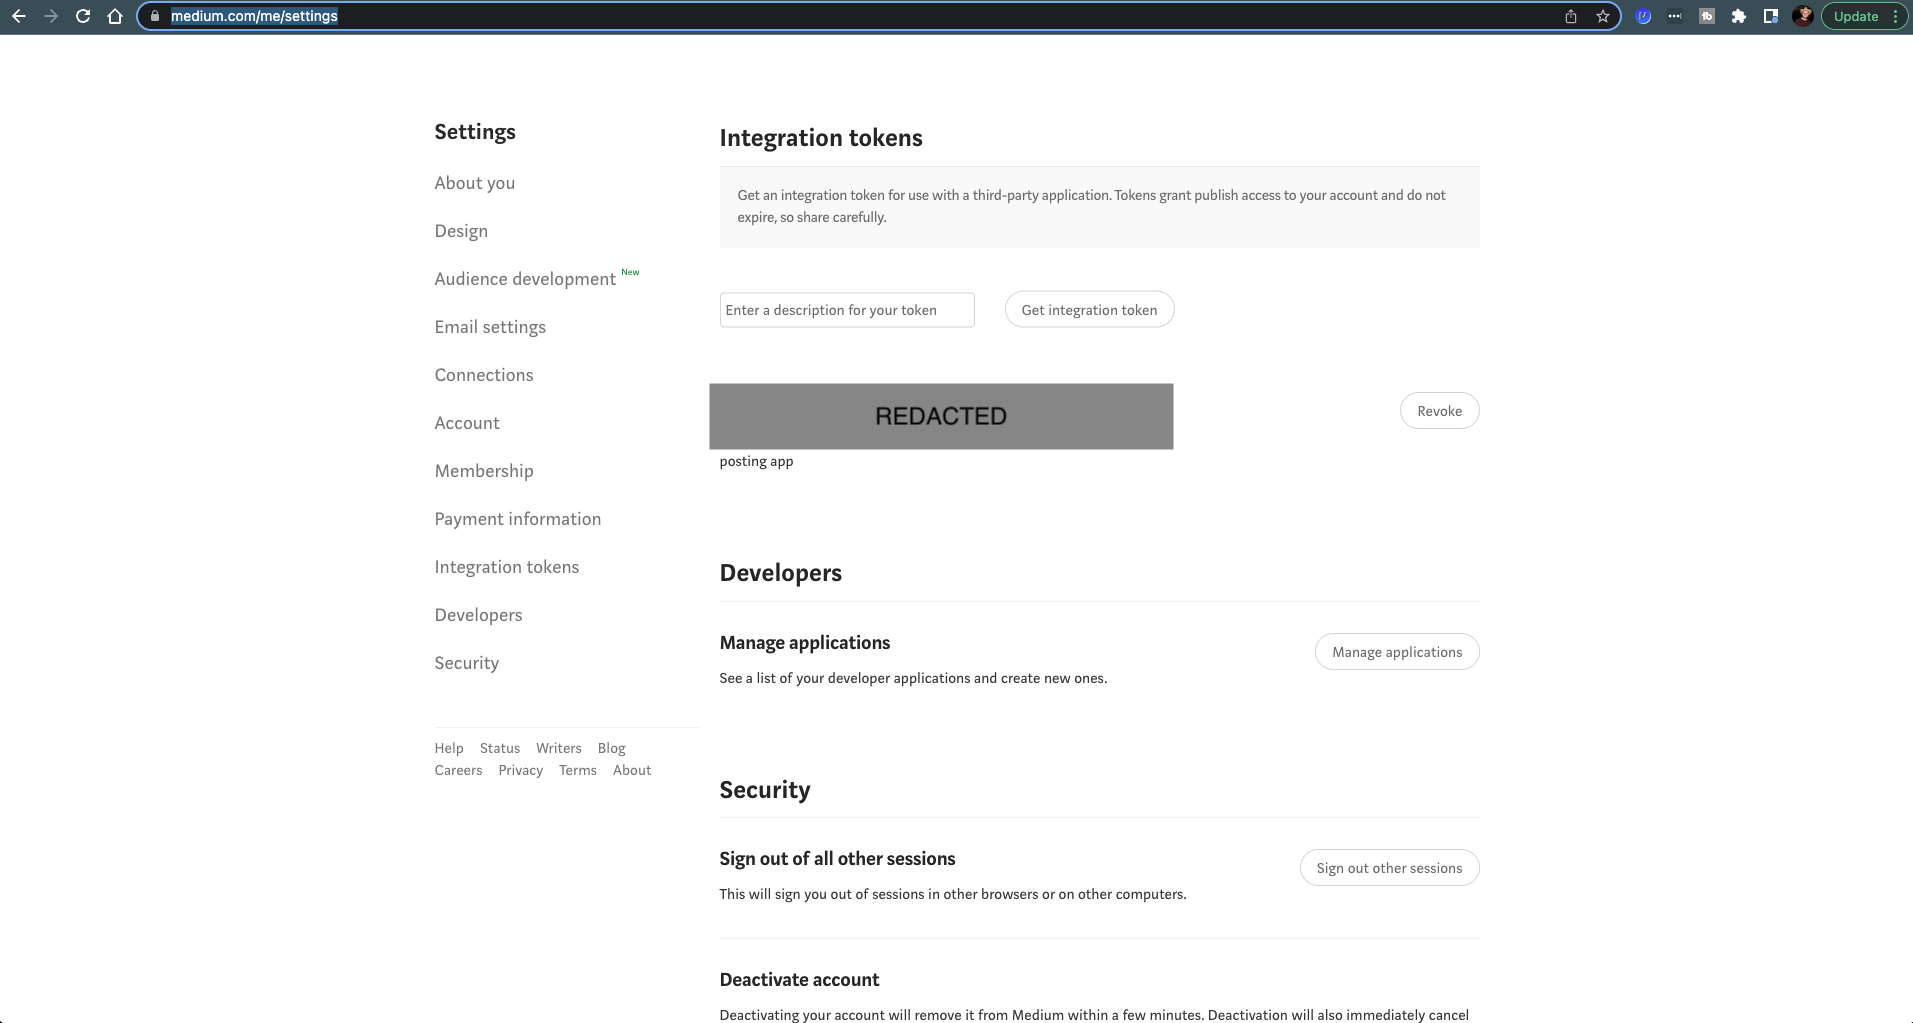 medium.com/me/settings
Update
Settings
About you
Design
Audience development New
Email settings
Connections
Account
Membership
Payment information
Integration tokens
Developers
Security
Help Status Writers Blog
Careers Privacy Terms About
Integration tokens
Get an integration token for use with a third-party application. Tokens grant publish access to your account and do not
expire, so share carefully.
Enter a description for your token
Get integration token
REDACTED
Revoke
posting app
Developers
Manage applications
Manage applications
See a list of your developer applications and create new ones.
Security
Sign out of all other sessions
Sign out other sessions
This will sign you out of sessions in other browsers or on other computers.
Deactivate account
Deactivating your account will remove it from Medium within a few minutes. Deactivation will also immediately cancel